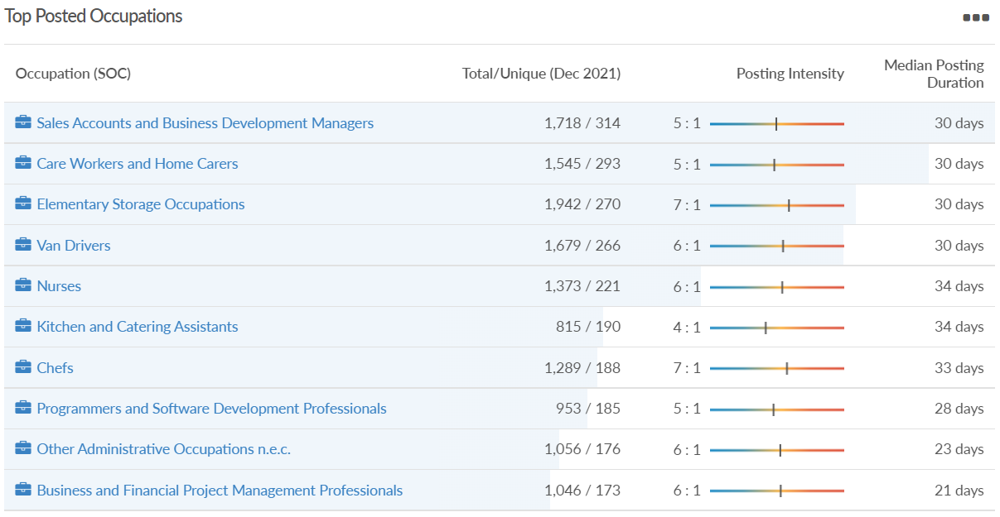 Top Posted Occupations
Occupation (SOC) Total/Unique (Dec 2021) Posting Intensity Median Posting Duration
Sales Accounts and Business Development Managers 1,718 / 314 5 : 1 30 days
Care Workers and Home Carers 1,545 / 293 5 : 1 30 days
Elementary Storage Occupations 1,942 / 270 7 : 1 30 days
Van Drivers 1,679 / 266 6 : 1 30 days
Nurses 1,373 / 221 6 : 1 34 days
Kitchen and Catering Assistants 815 / 190 4 : 1 34 days
Chefs 1,289 / 188 7 : 1 33 days
Programmers and Software Development Professionals 953 / 185 5 : 1 28 days
Other Administrative Occupations n.e.c. 1,056 / 176 6 : 1 23 days
Business and Financial Project Management Professionals 1,046 / 173 6 : 1 21 days